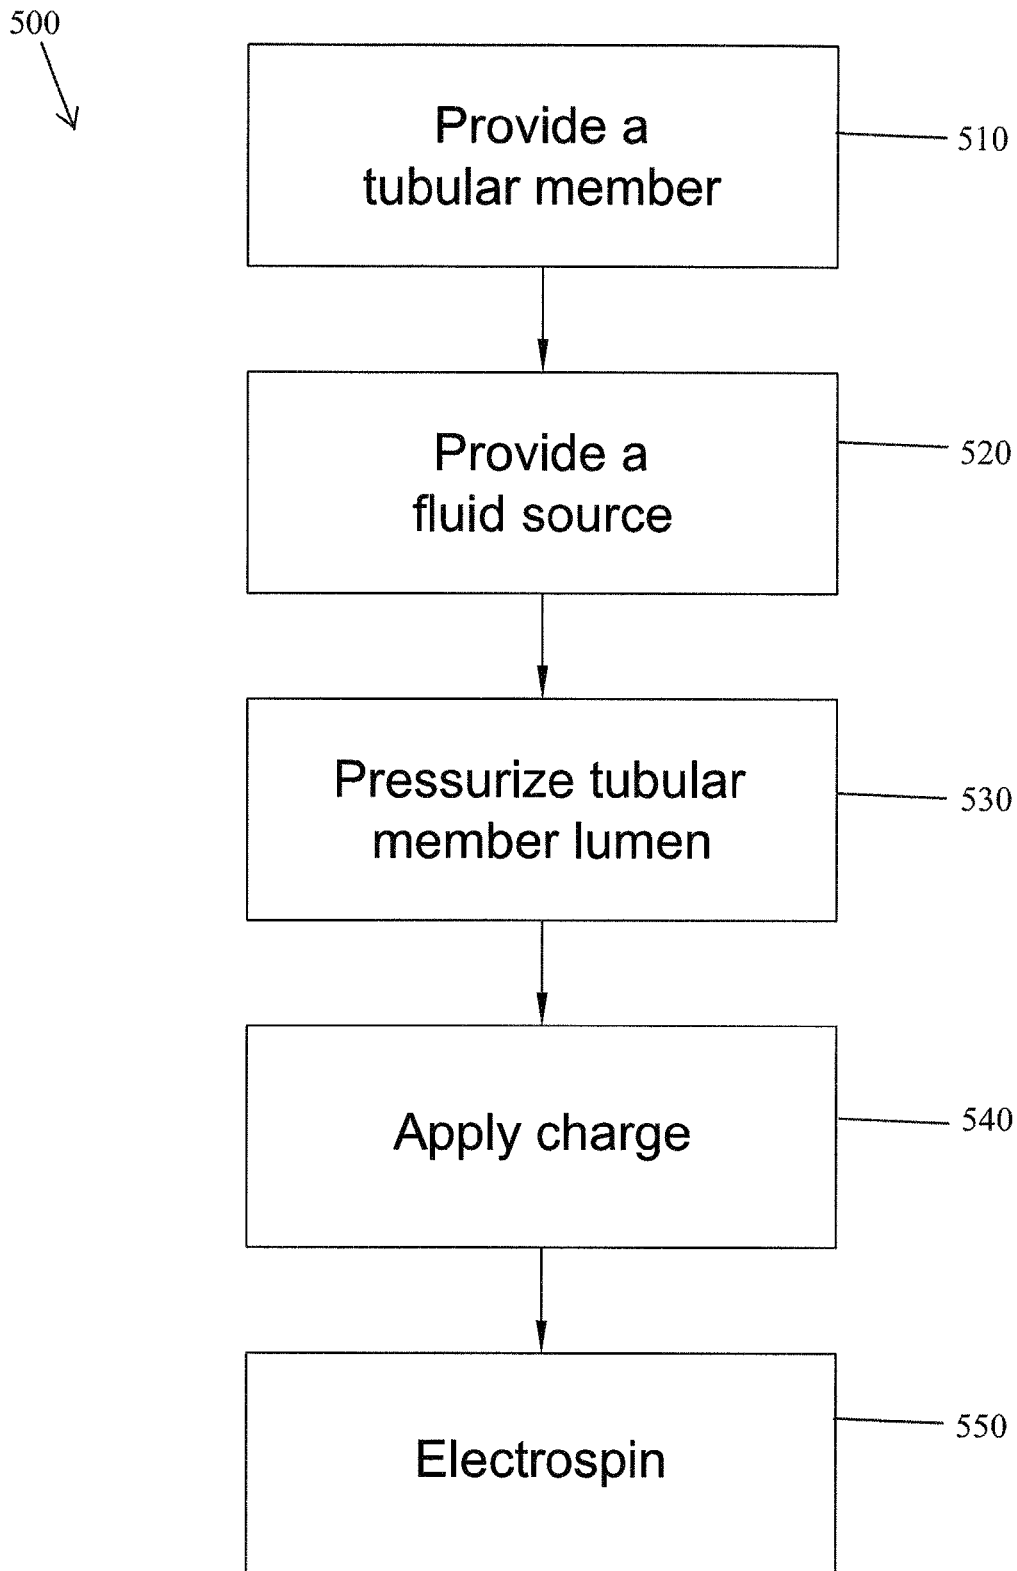 500
Provide a
tubular member
510
Provide a
fluid source
520
Pressurize tubular
member lumen
530
Apply charge
540
Electrospin
550